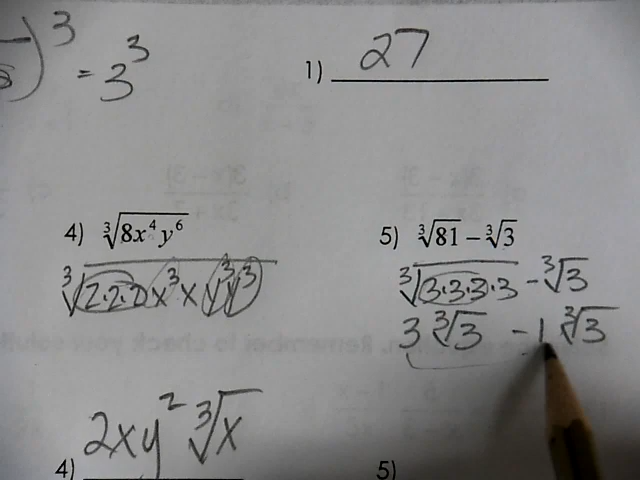 )³ = 3³
1) 27
4) ∛8x⁴y⁶
5) ∛81 − ∛3
∛2·2·2 x³ x y³ y³
∛3·3·3·3 − ∛3
3 ∛3 − 1 ∛3
4) 2xy² ∛x
5)